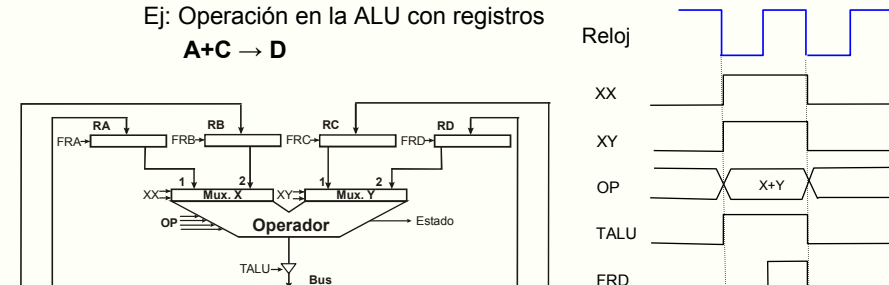 Ej: Operación en la ALU con registros
A+C → D
Reloj
XX
XY
OP X+Y
TALU
FRD
RA RB RC RD
FRA FRB FRC FRD
1 2 1 2
XX Mux. X XY Mux. Y
OP Operador Estado
TALU
Bus